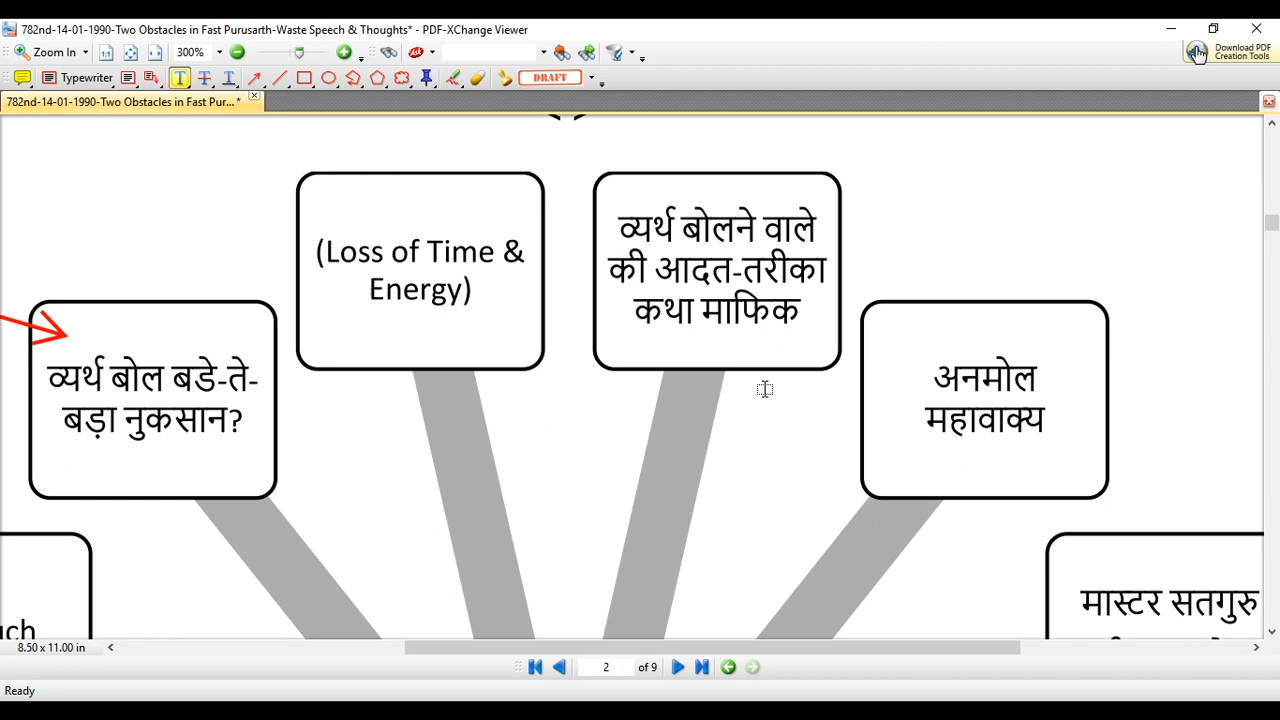 782nd-14-01-1990-Two Obstacles in Fast Purusarth-Waste Speech & Thoughts* - PDF-XChange Viewer
Zoom In
300%
Download PDF
Creation Tools
Typewriter
DRAFT
782nd-14-01-1990-Two Obstacles in Fast Pur...*
(Loss of Time &
Energy)
व्यर्थ बोलने वाले
की आदत-तरीका
कथा माफिक
व्यर्थ बोल बडे-ते-
बड़ा नुकसान?
अनमोल
महावाक्य
मास्टर सतगुरु
8.50 x 11.00 in
2
of 9
Ready